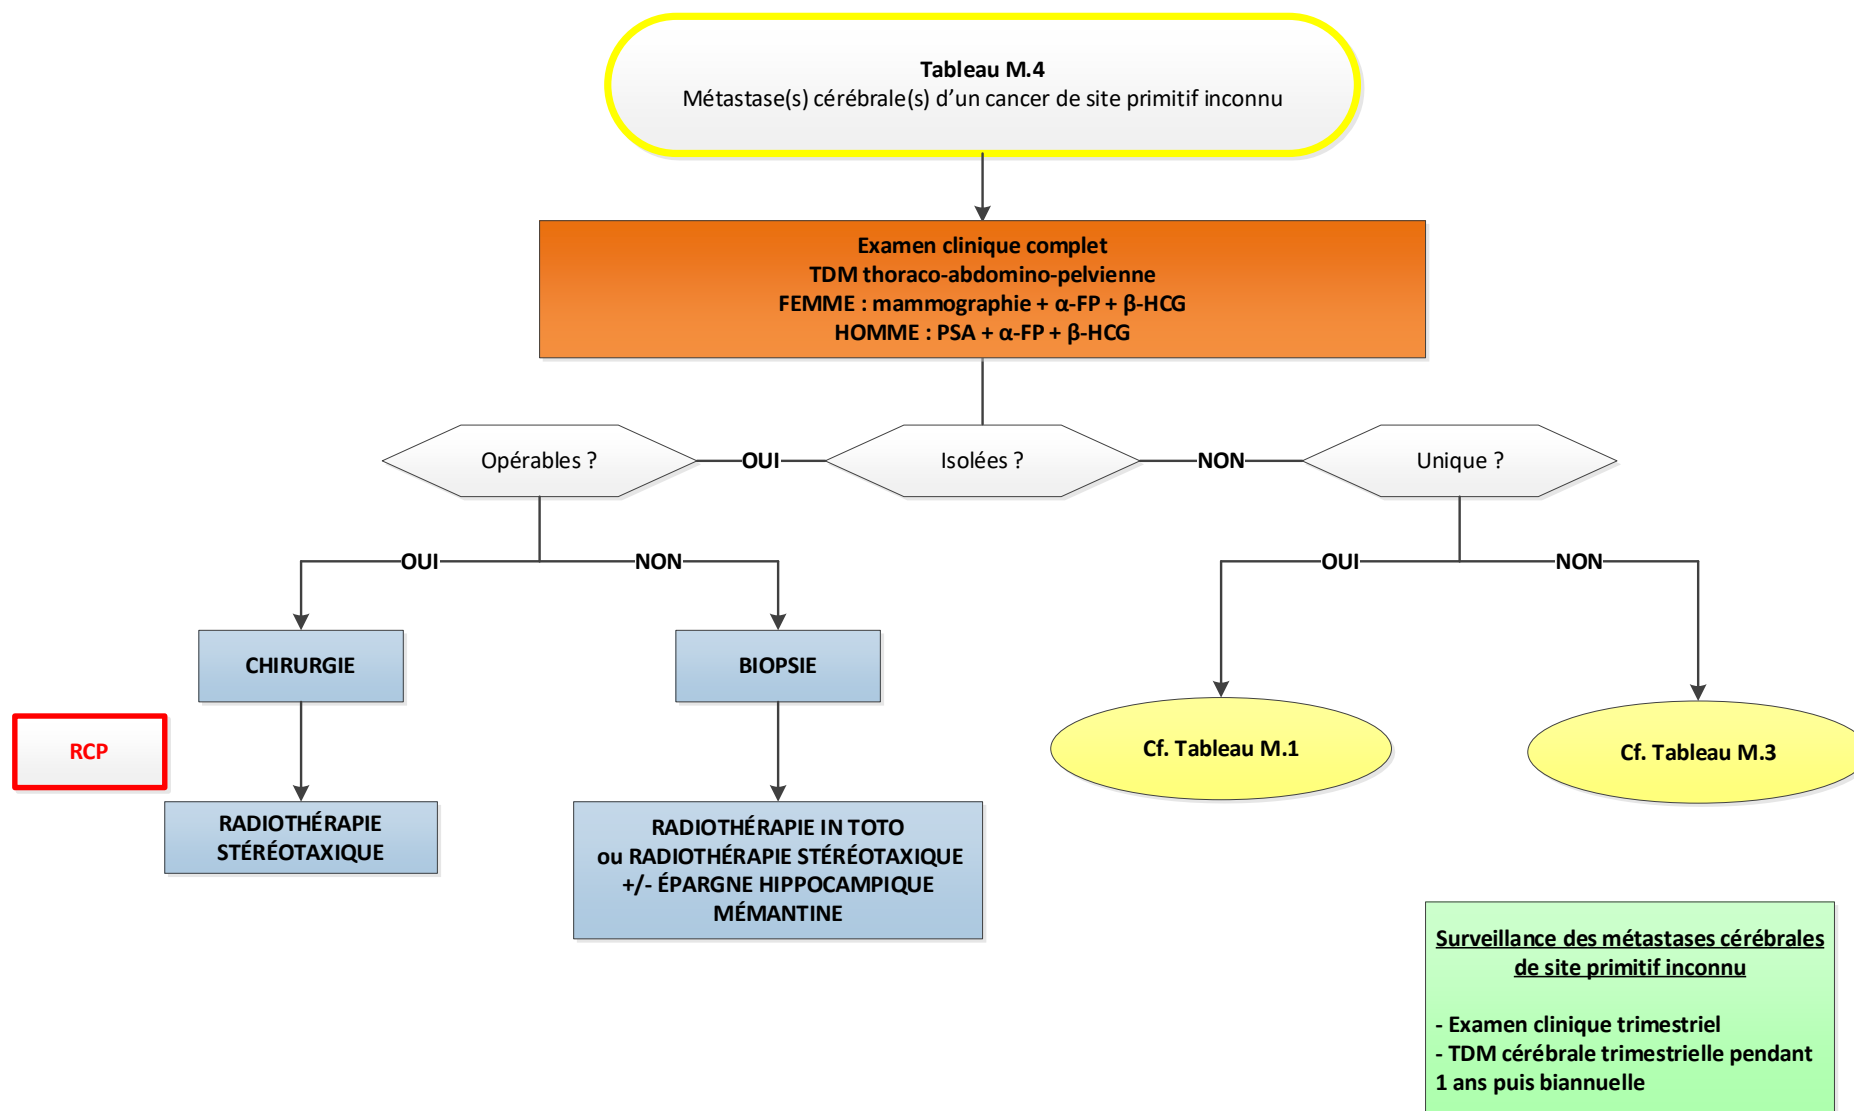 Tableau M.4
Métastase(s) cérébrale(s) d’un cancer de site primitif inconnu
Examen clinique complet
TDM thoraco-abdomino-pelvienne
FEMME : mammographie + α-FP + β-HCG
HOMME : PSA + α-FP + β-HCG
Opérables ?
OUI
Isolées ?
NON
Unique ?
OUI
NON
OUI
NON
CHIRURGIE
BIOPSIE
Cf. Tableau M.1
Cf. Tableau M.3
RCP
RADIOTHÉRAPIE
STÉRÉOTAXIQUE
RADIOTHÉRAPIE IN TOTO
ou RADIOTHÉRAPIE STÉRÉOTAXIQUE
+/- ÉPARGNE HIPPOCAMPIQUE
MÉMANTINE
Surveillance des métastases cérébrales
de site primitif inconnu
- Examen clinique trimestriel
- TDM cérébrale trimestrielle pendant
1 ans puis biannuelle